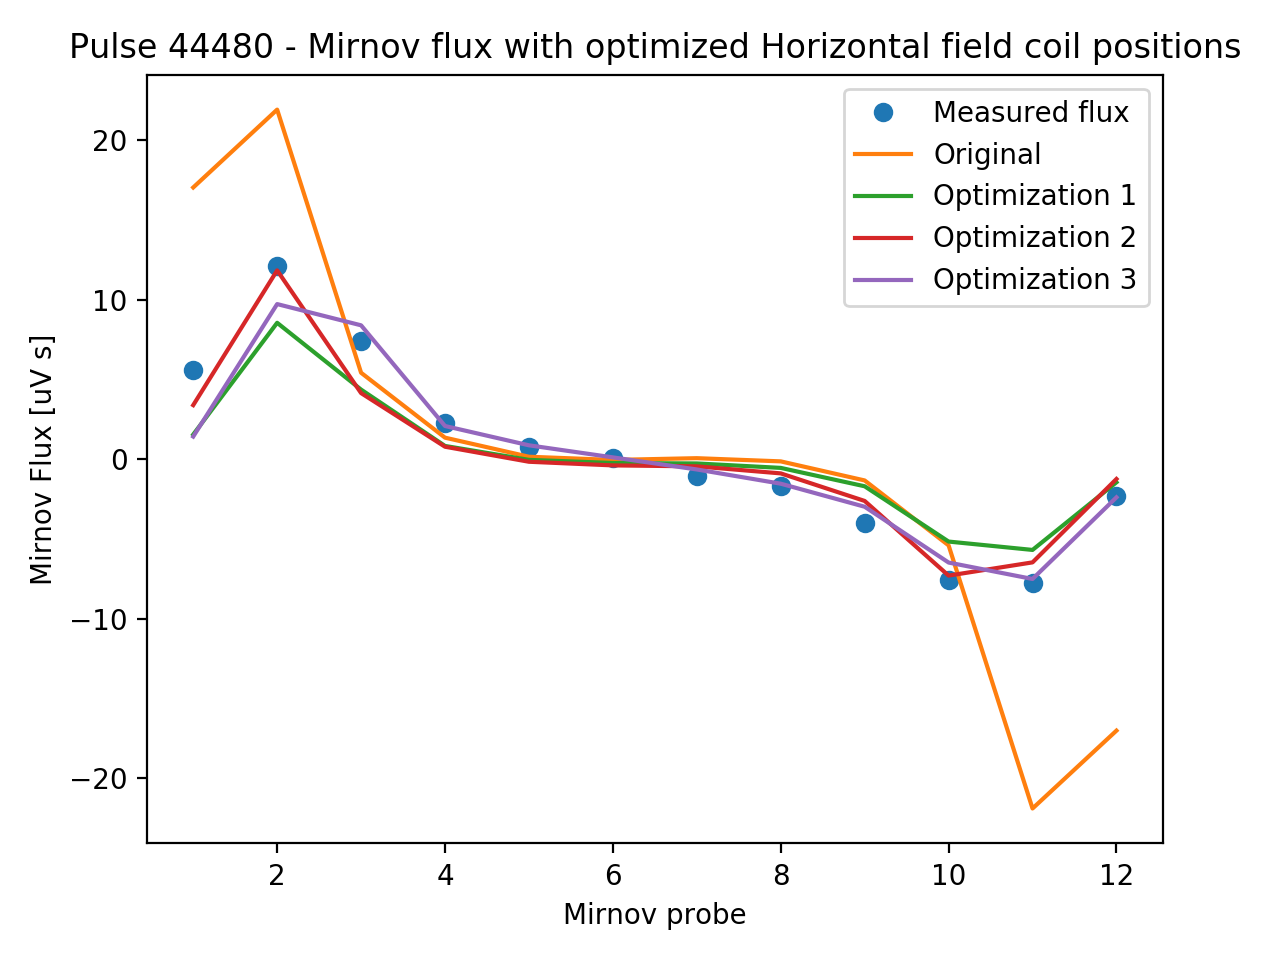 Pulse 44480 - Mirnov flux with optimized Horizontal field coil positions
Measured flux
Original
Optimization 1
Optimization 2
Optimization 3
20
10
0
−10
−20
Mirnov Flux [uV s]
2 4 6 8 10 12
Mirnov probe